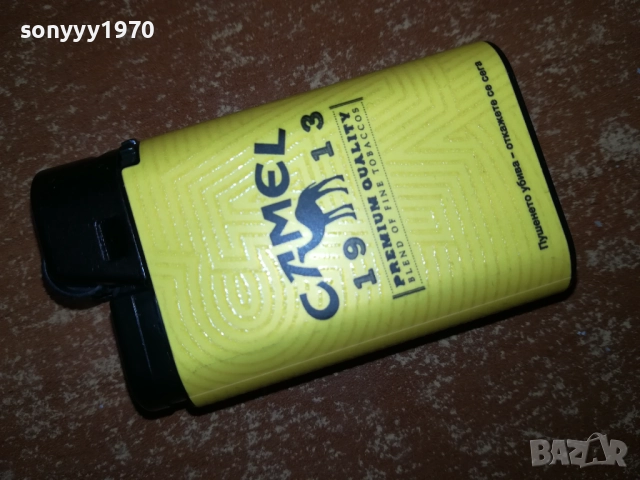 sonyyy1970
CAMEL
19 13
PREMIUM QUALITY
BLEND OF FINE TOBACCOS
Пушенето убива – откажете се сега
BAZAR